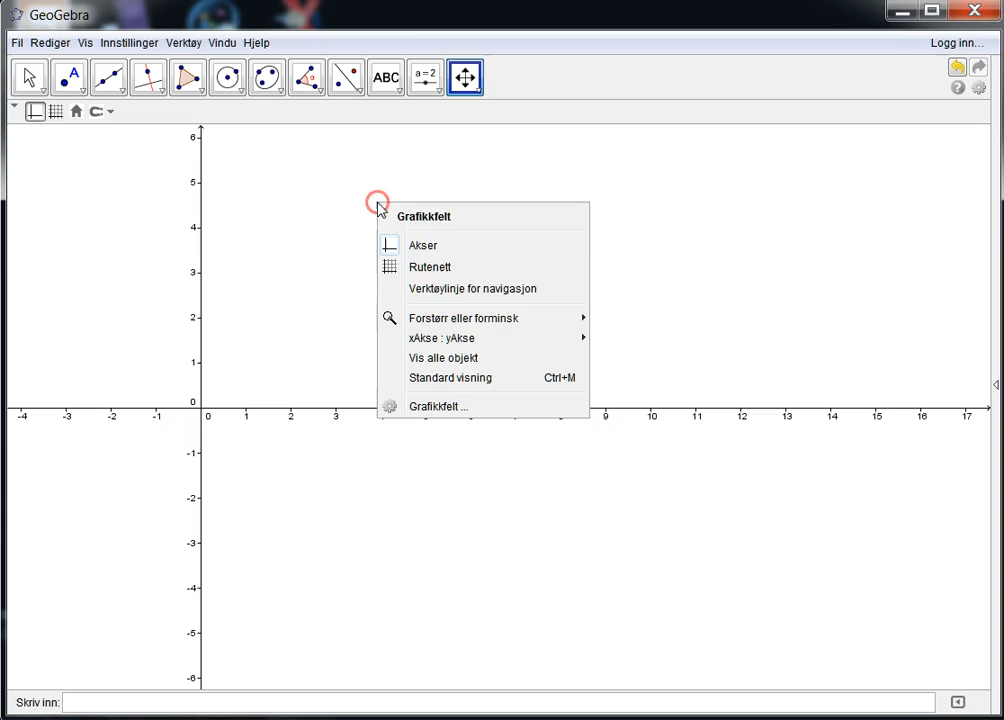 GeoGebra
Fil Rediger Vis Innstillinger Verktøy Vindu Hjelp Logg inn...
A α ABC a=2
6
5
4
3
2
1
0
-4 -3 -2 -1 0 1 2 3 9 10 11 12 13 14 15 16 17
-1
-2
-3
-4
-5
-6
Grafikkfelt
Akser
Rutenett
Verktøylinje for navigasjon
Forstørr eller forminsk
xAkse : yAkse
Vis alle objekt
Standard visning Ctrl+M
Grafikkfelt ...
Skriv inn: